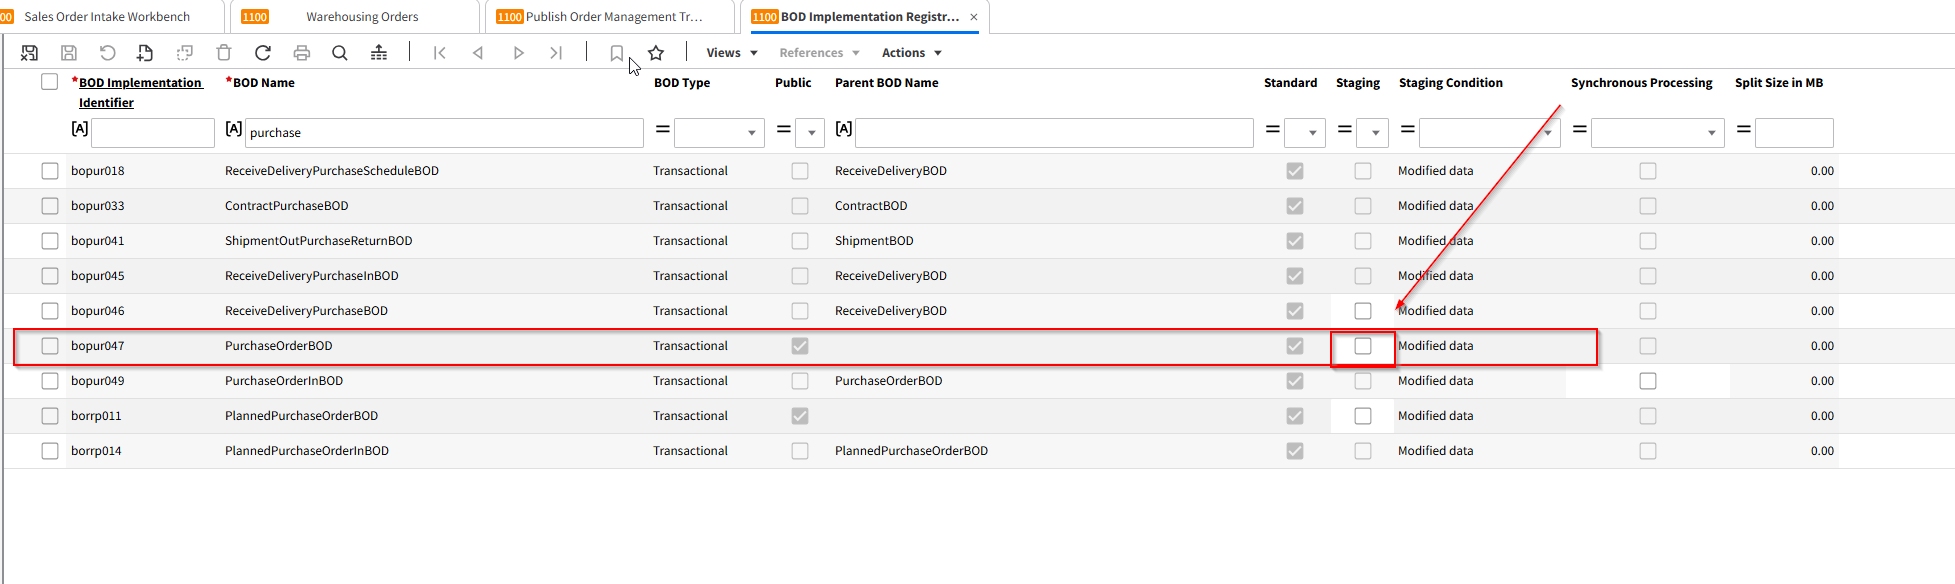 00 Sales Order Intake Workbench 1100 Warehousing Orders 1100 Publish Order Management Tr... 1100 BOD Implementation Registr... ×
Views References Actions
*BOD Implementation Identifier *BOD Name BOD Type Public Parent BOD Name Standard Staging Staging Condition Synchronous Processing Split Size in MB
[A] [A] purchase = = [A] = = = = =
bopur018 ReceiveDeliveryPurchaseScheduleBOD Transactional ReceiveDeliveryBOD Modified data 0.00
bopur033 ContractPurchaseBOD Transactional ContractBOD Modified data 0.00
bopur041 ShipmentOutPurchaseReturnBOD Transactional ShipmentBOD Modified data 0.00
bopur045 ReceiveDeliveryPurchaseInBOD Transactional ReceiveDeliveryBOD Modified data 0.00
bopur046 ReceiveDeliveryPurchaseBOD Transactional ReceiveDeliveryBOD Modified data 0.00
bopur047 PurchaseOrderBOD Transactional Modified data 0.00
bopur049 PurchaseOrderInBOD Transactional PurchaseOrderBOD Modified data 0.00
borrp011 PlannedPurchaseOrderBOD Transactional Modified data 0.00
borrp014 PlannedPurchaseOrderInBOD Transactional PlannedPurchaseOrderBOD Modified data 0.00